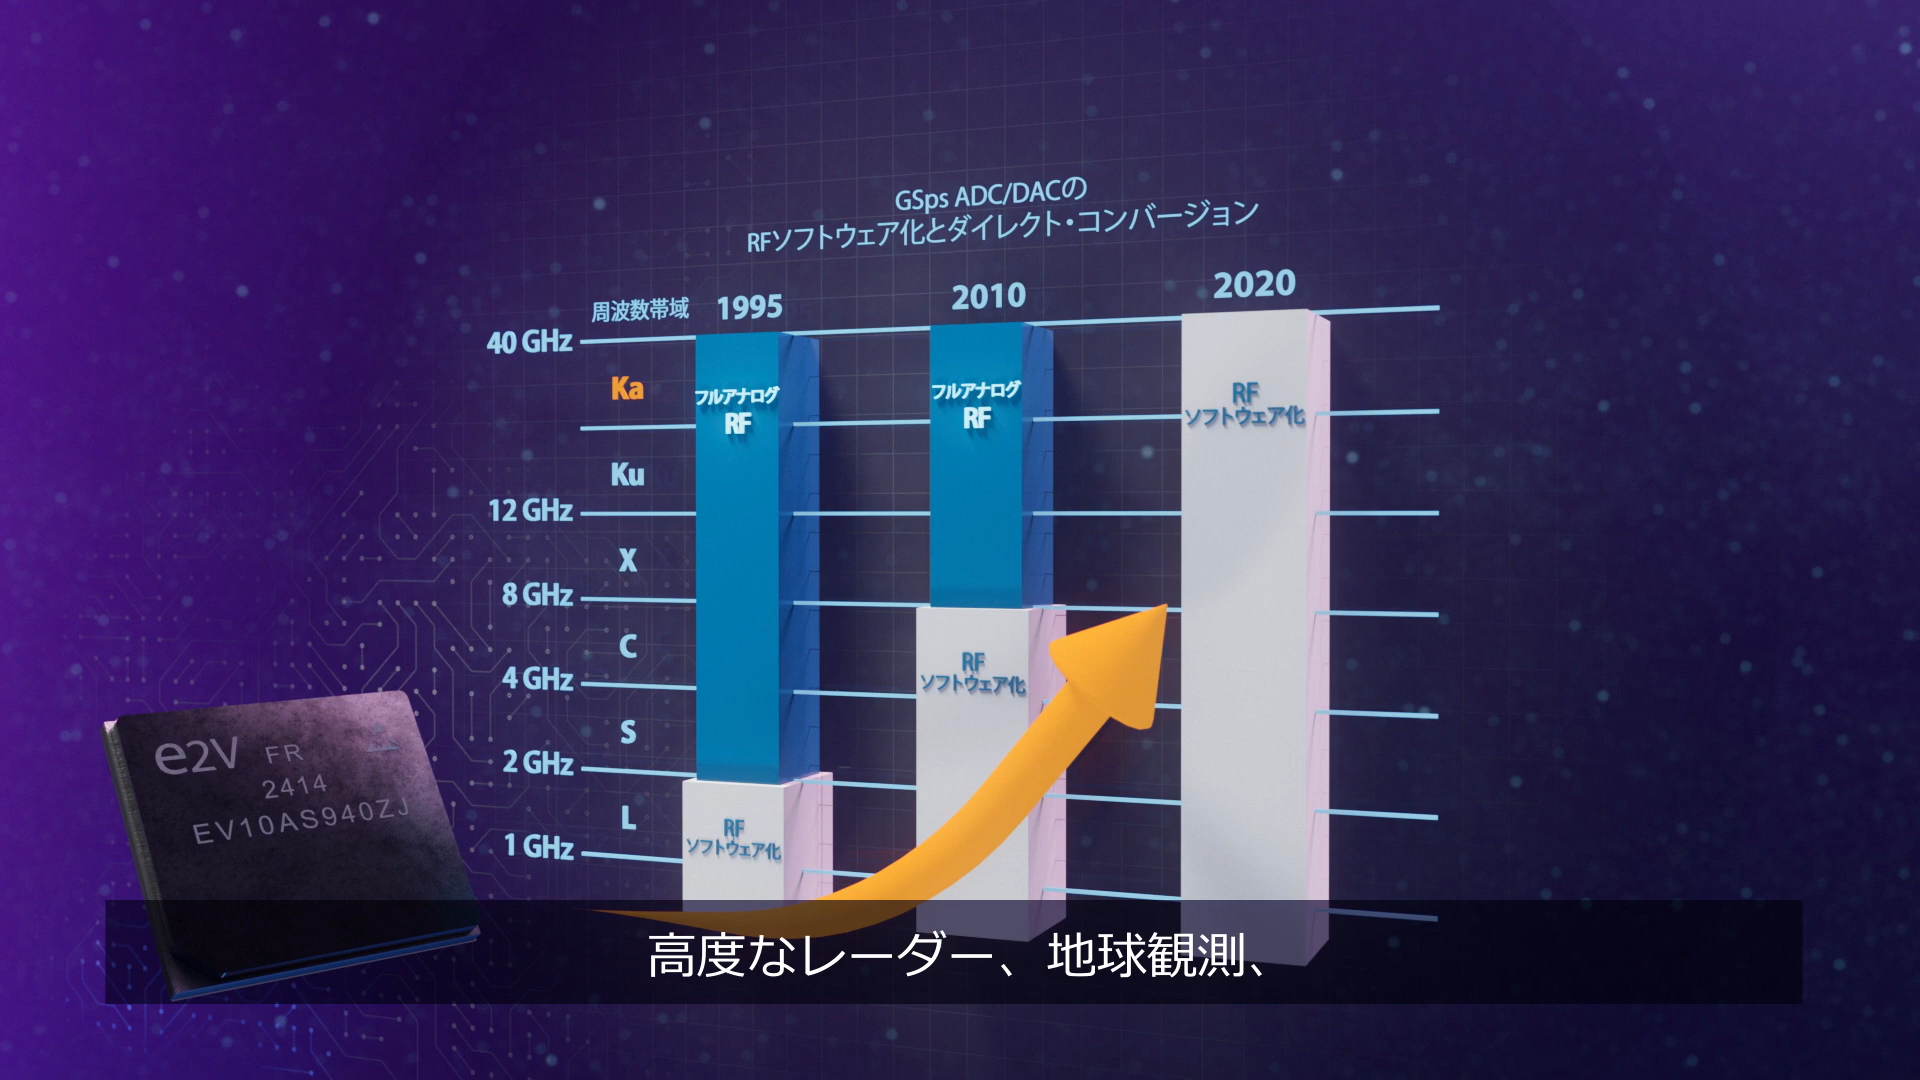 GSps ADC/DACの
RFソフトウェア化とダイレクト・コンバージョン
周波数帯域
1995
2010
2020
40 GHz
Ka
フルアナログ
RF
フルアナログ
RF
RF
ソフトウェア化
Ku
12 GHz
X
8 GHz
C
RF
ソフトウェア化
4 GHz
S
2 GHz
L
RF
ソフトウェア化
1 GHz
e2v FR
2414
EV10AS940ZJ
高度なレーダー、地球観測、